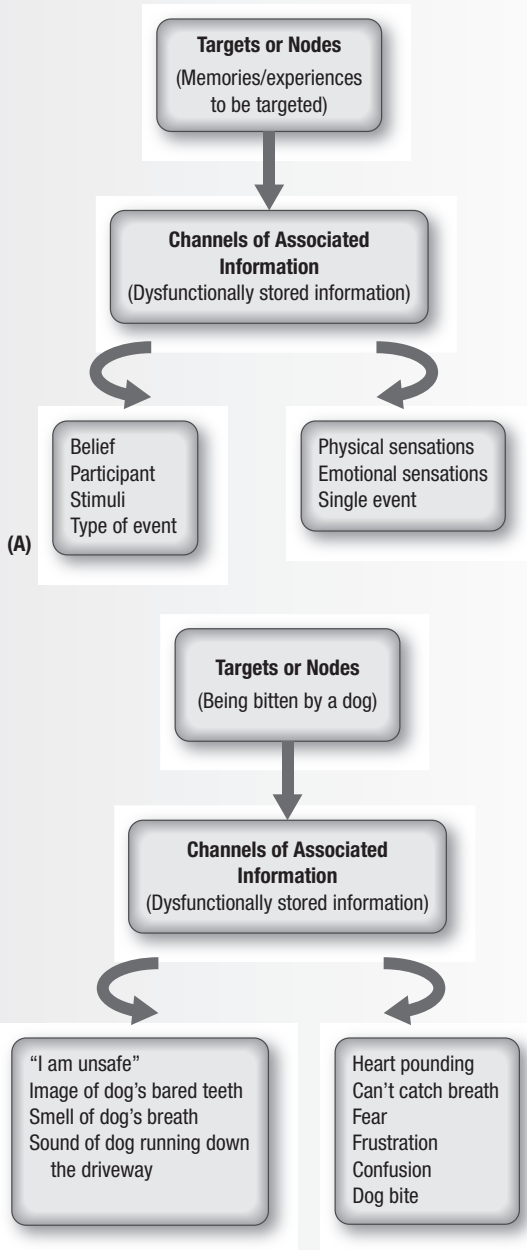 Targets or Nodes
(Memories/experiences
to be targeted)
Channels of Associated
Information
(Dysfunctionally stored information)
Belief
Participant
Stimuli
Type of event
Physical sensations
Emotional sensations
Single event
(A)
Targets or Nodes
(Being bitten by a dog)
Channels of Associated
Information
(Dysfunctionally stored information)
“I am unsafe”
Image of dog’s bared teeth
Smell of dog’s breath
Sound of dog running down
the driveway
Heart pounding
Can’t catch breath
Fear
Frustration
Confusion
Dog bite